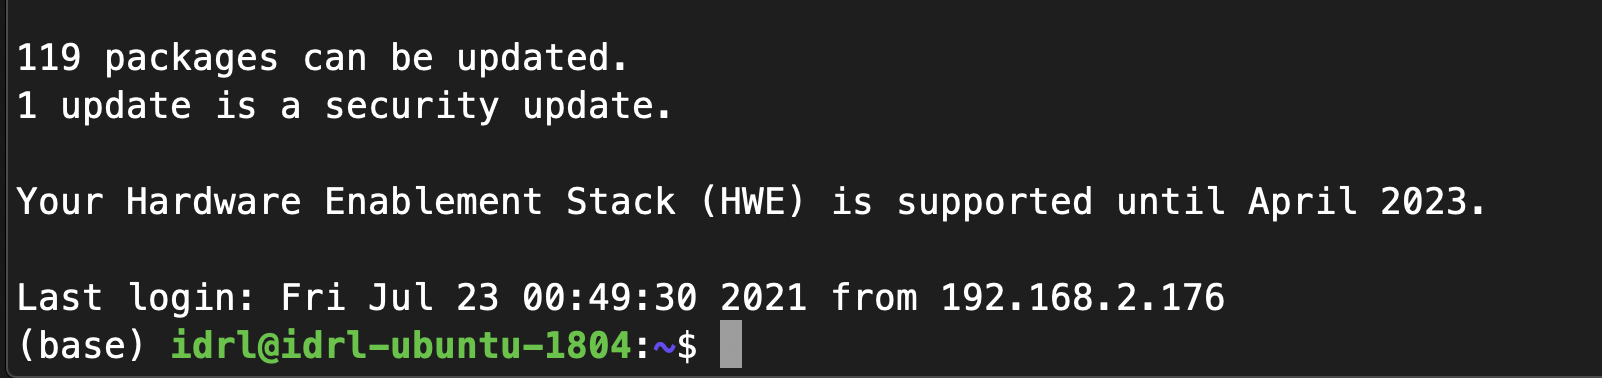 119 packages can be updated.
1 update is a security update.
Your Hardware Enablement Stack (HWE) is supported until April 2023.
Last login: Fri Jul 23 00:49:30 2021 from 192.168.2.176
(base) idrl@idrl-ubuntu-1804:~$